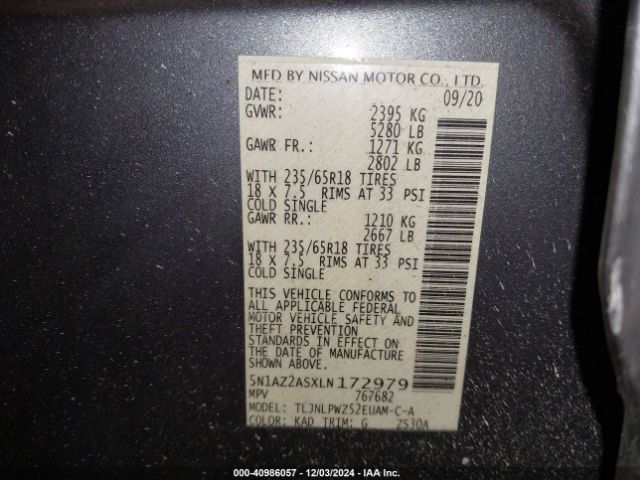 MFD BY NISSAN MOTOR CO., LTD.
DATE: 09/20
GVWR: 2395 KG
5280 LB
GAWR FR.: 1271 KG
2802 LB
WITH 235/65R18 TIRES
18 X 7.5 RIMS AT 33 PSI
COLD SINGLE
GAWR RR.: 1210 KG
2667 LB
WITH 235/65R18 TIRES
18 X 7.5 RIMS AT 33 PSI
COLD SINGLE
THIS VEHICLE CONFORMS TO
ALL APPLICABLE FEDERAL
MOTOR VEHICLE SAFETY AND
THEFT PREVENTION
STANDARDS IN EFFECT ON
THE DATE OF MANUFACTURE
SHOWN ABOVE.
5N1AZ2ASXLN172979
MPV 767682
MODEL: TLJNLPWZ52EUAM-C-A
COLOR: KAD TRIM: G ZS30A
000-40986057 - 12/03/2024 - IAA Inc.